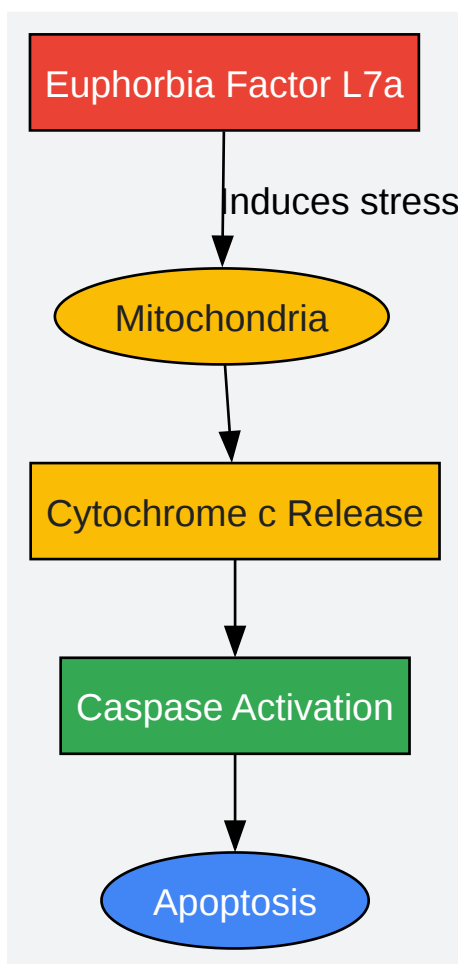 Euphorbia Factor L7a
Induces stress
Mitochondria
Cytochrome c Release
Caspase Activation
Apoptosis